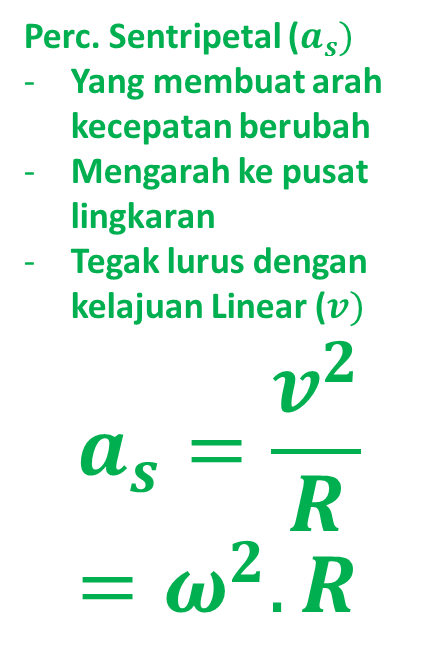 Perc. Sentripetal (aₛ)
- Yang membuat arah
kecepatan berubah
- Mengarah ke pusat
lingkaran
- Tegak lurus dengan
kelajuan Linear (v)
aₛ = v²/R
= ω². R